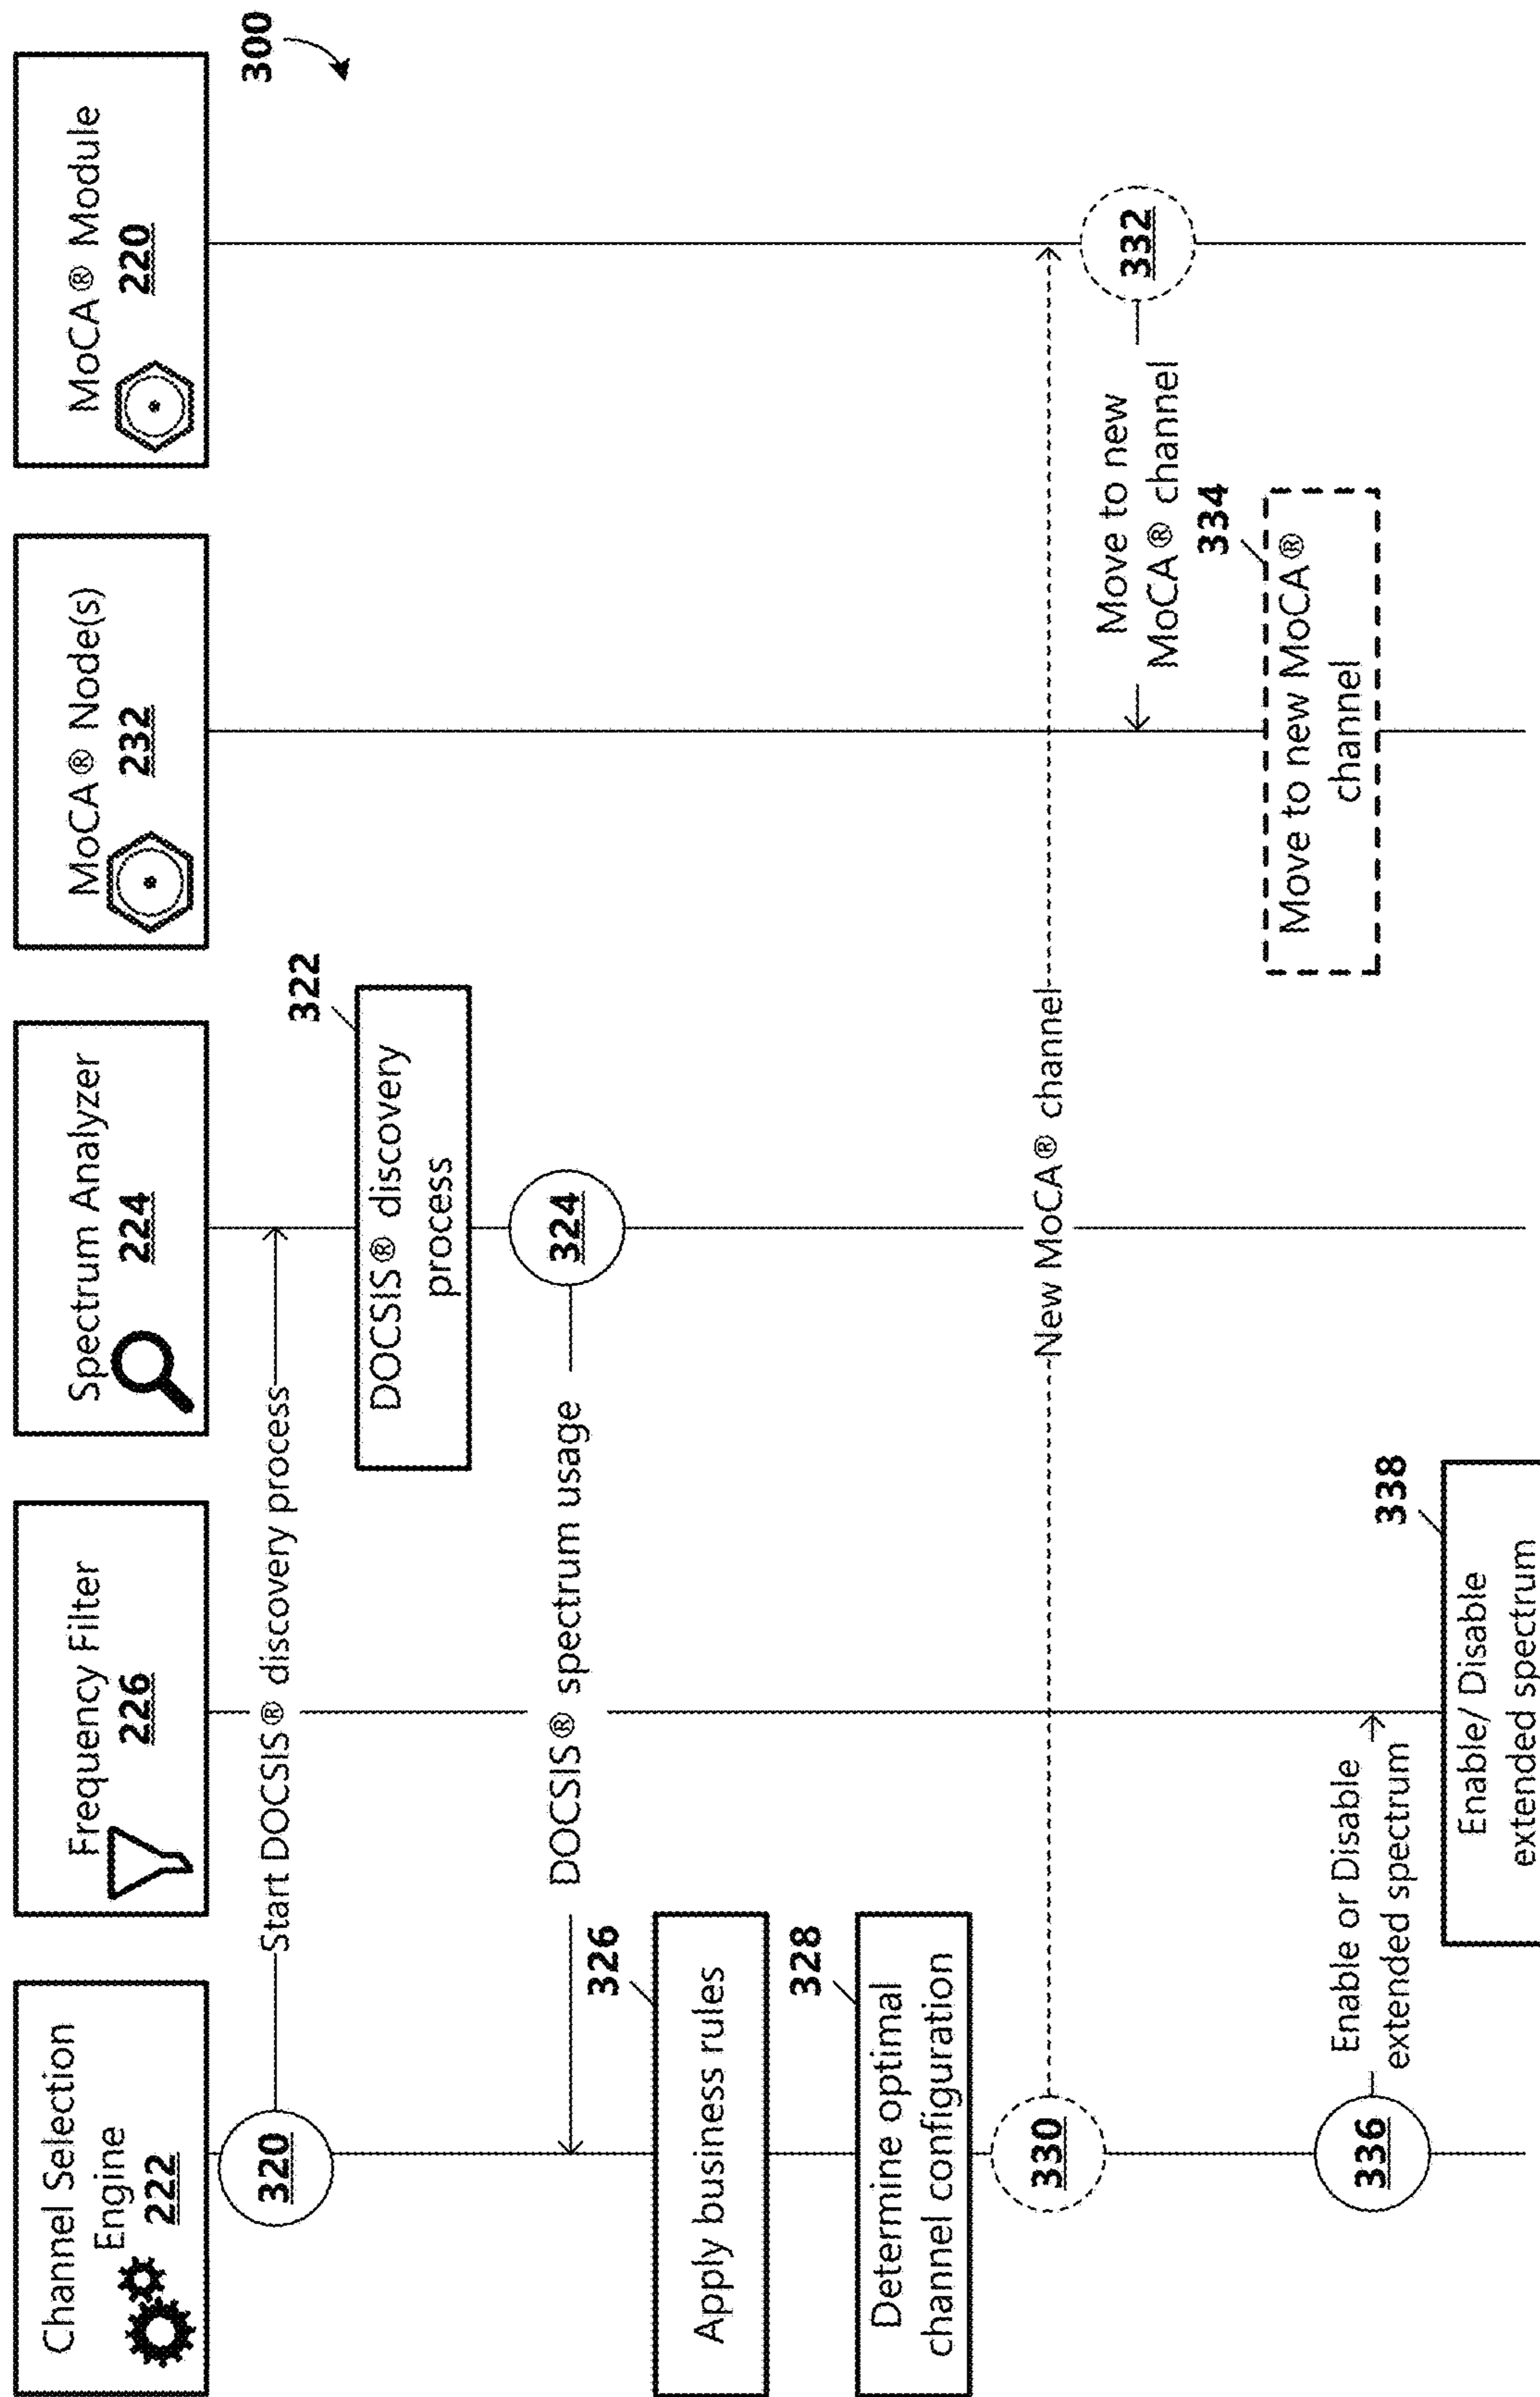 300
Channel Selection
Engine
222
Frequency Filter
226
Spectrum Analyzer
224
MoCA® Node(s)
232
MoCA® Module
220
320
Start DOCSIS® discovery process
322
DOCSIS® discovery
process
324
DOCSIS® spectrum usage
326
Apply business rules
328
Determine optimal
channel configuration
330
New MoCA® channel
332
Move to new
MoCA® channel
334
Move to new MoCA®
channel
336
Enable or Disable
extended spectrum
338
Enable/ Disable
extended spectrum